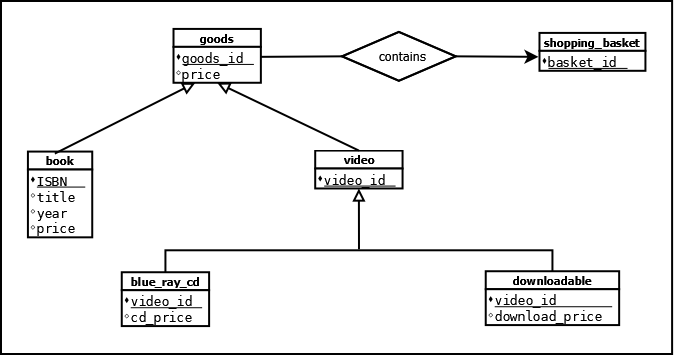 goods
goods_id
price
contains
shopping_basket
basket_id
book
ISBN
title
year
price
video
video_id
blue_ray_cd
video_id
cd_price
downloadable
video_id
download_price